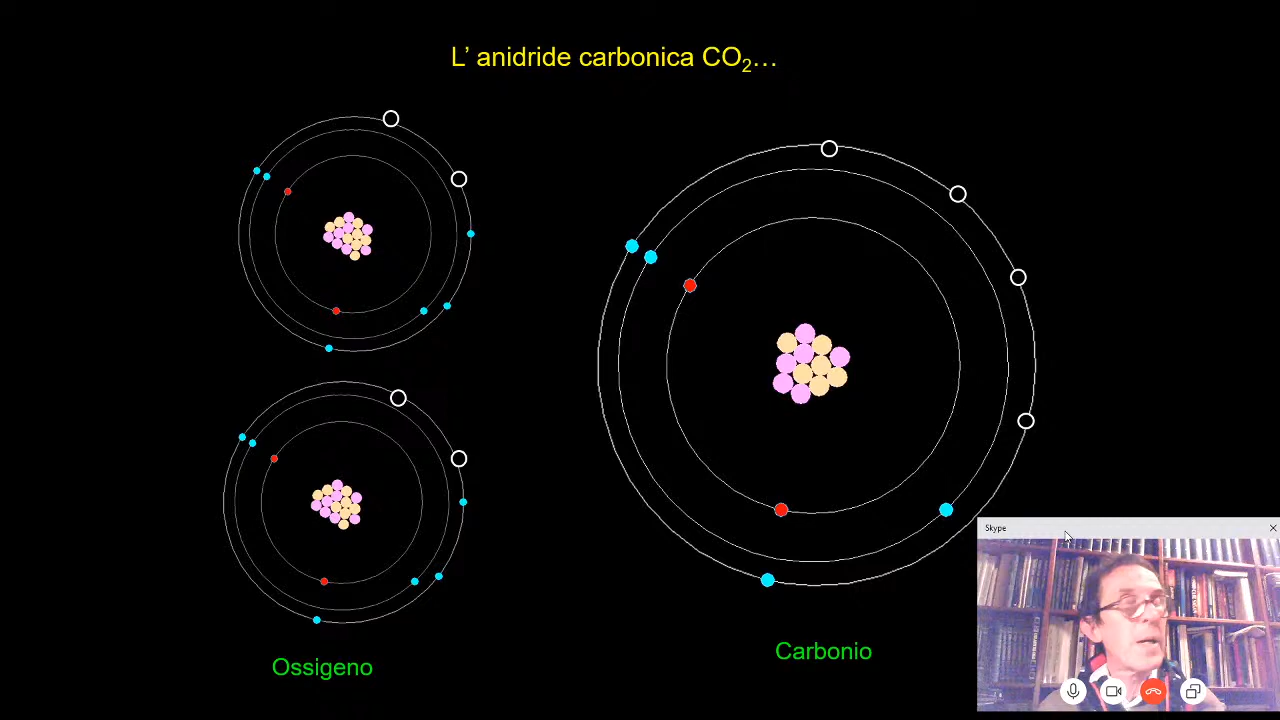 L’ anidride carbonica CO₂…
Skype
Carbonio
Ossigeno